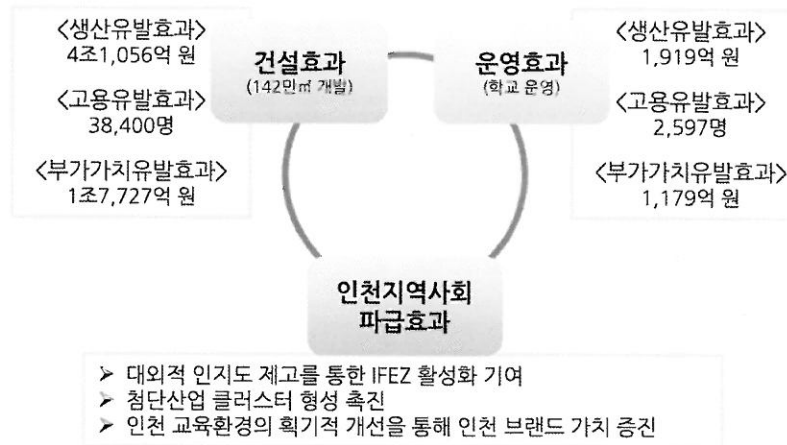 <생산유발효과>
4조1,056억 원
<고용유발효과>
38,400명
<부가가치유발효과>
1조7,727억 원
건설효과
(142만㎡ 개발)
운영효과
(학교 운영)
<생산유발효과>
1,919억 원
<고용유발효과>
2,597명
<부가가치유발효과>
1,179억 원
인천지역사회
파급효과
➢ 대외적 인지도 제고를 통한 IFEZ 활성화 기여
➢ 첨단산업 클러스터 형성 촉진
➢ 인천 교육환경의 획기적 개선을 통해 인천 브랜드 가치 증진